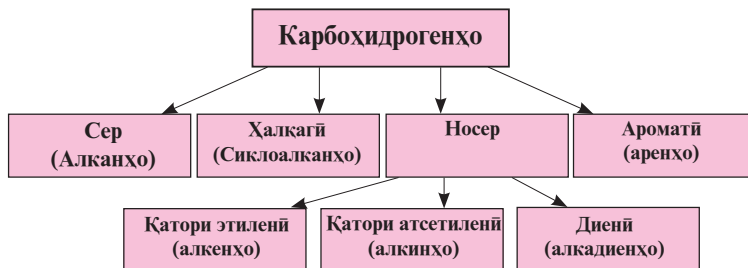 Карбоҳидрогенҳо
Сер
(Алканҳо)
Ҳалқагӣ
(Сиклоалканҳо)
Носер
Ароматӣ
(аренҳо)
Қатори этиленӣ
(алкенҳо)
Қатори атсетиленӣ
(алкинҳо)
Диенӣ
(алкадиенҳо)